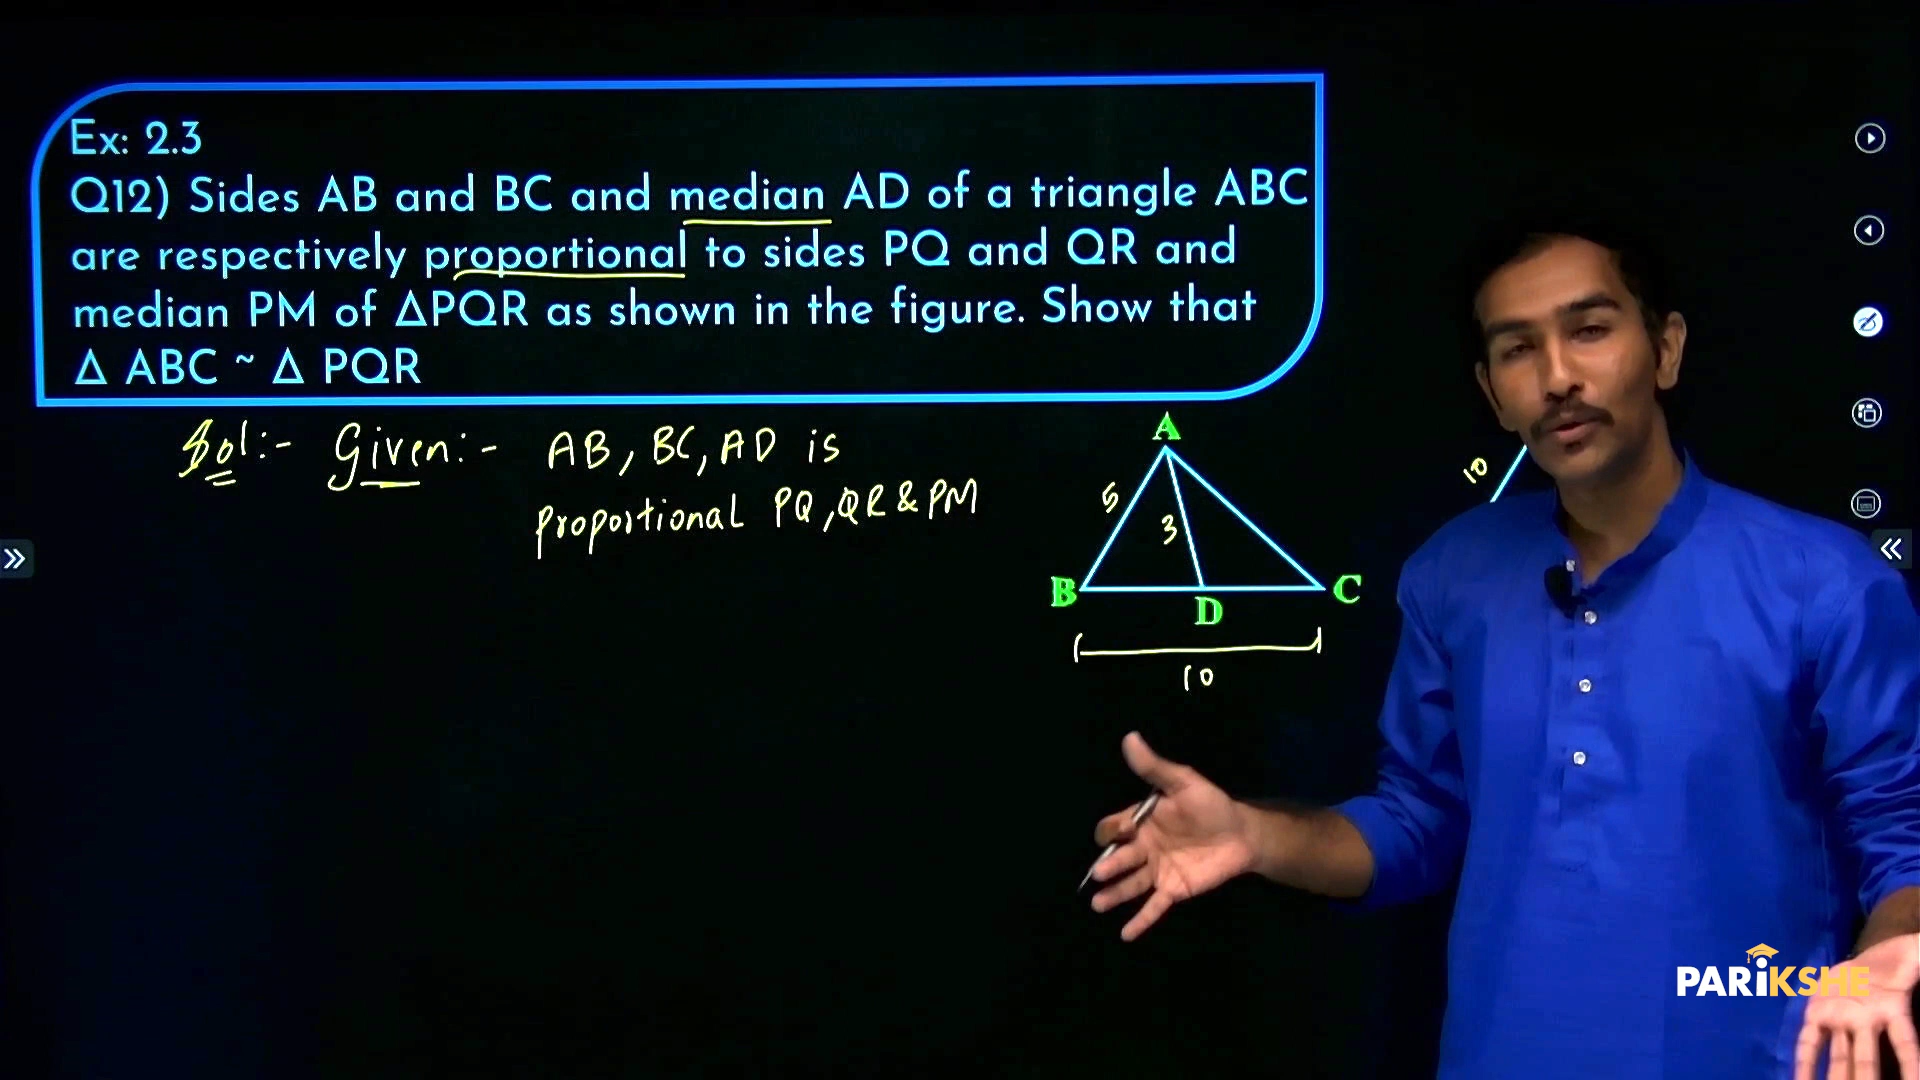 Ex: 2.3
Q12) Sides AB and BC and median AD of a triangle ABC
are respectively proportional to sides PQ and QR and
median PM of ΔPQR as shown in the figure. Show that
Δ ABC ~ Δ PQR
Sol:- Given:- AB, BC, AD is
proportional PQ, QR & PM
A
5
3
B
D
C
10
10
PARiKSHE